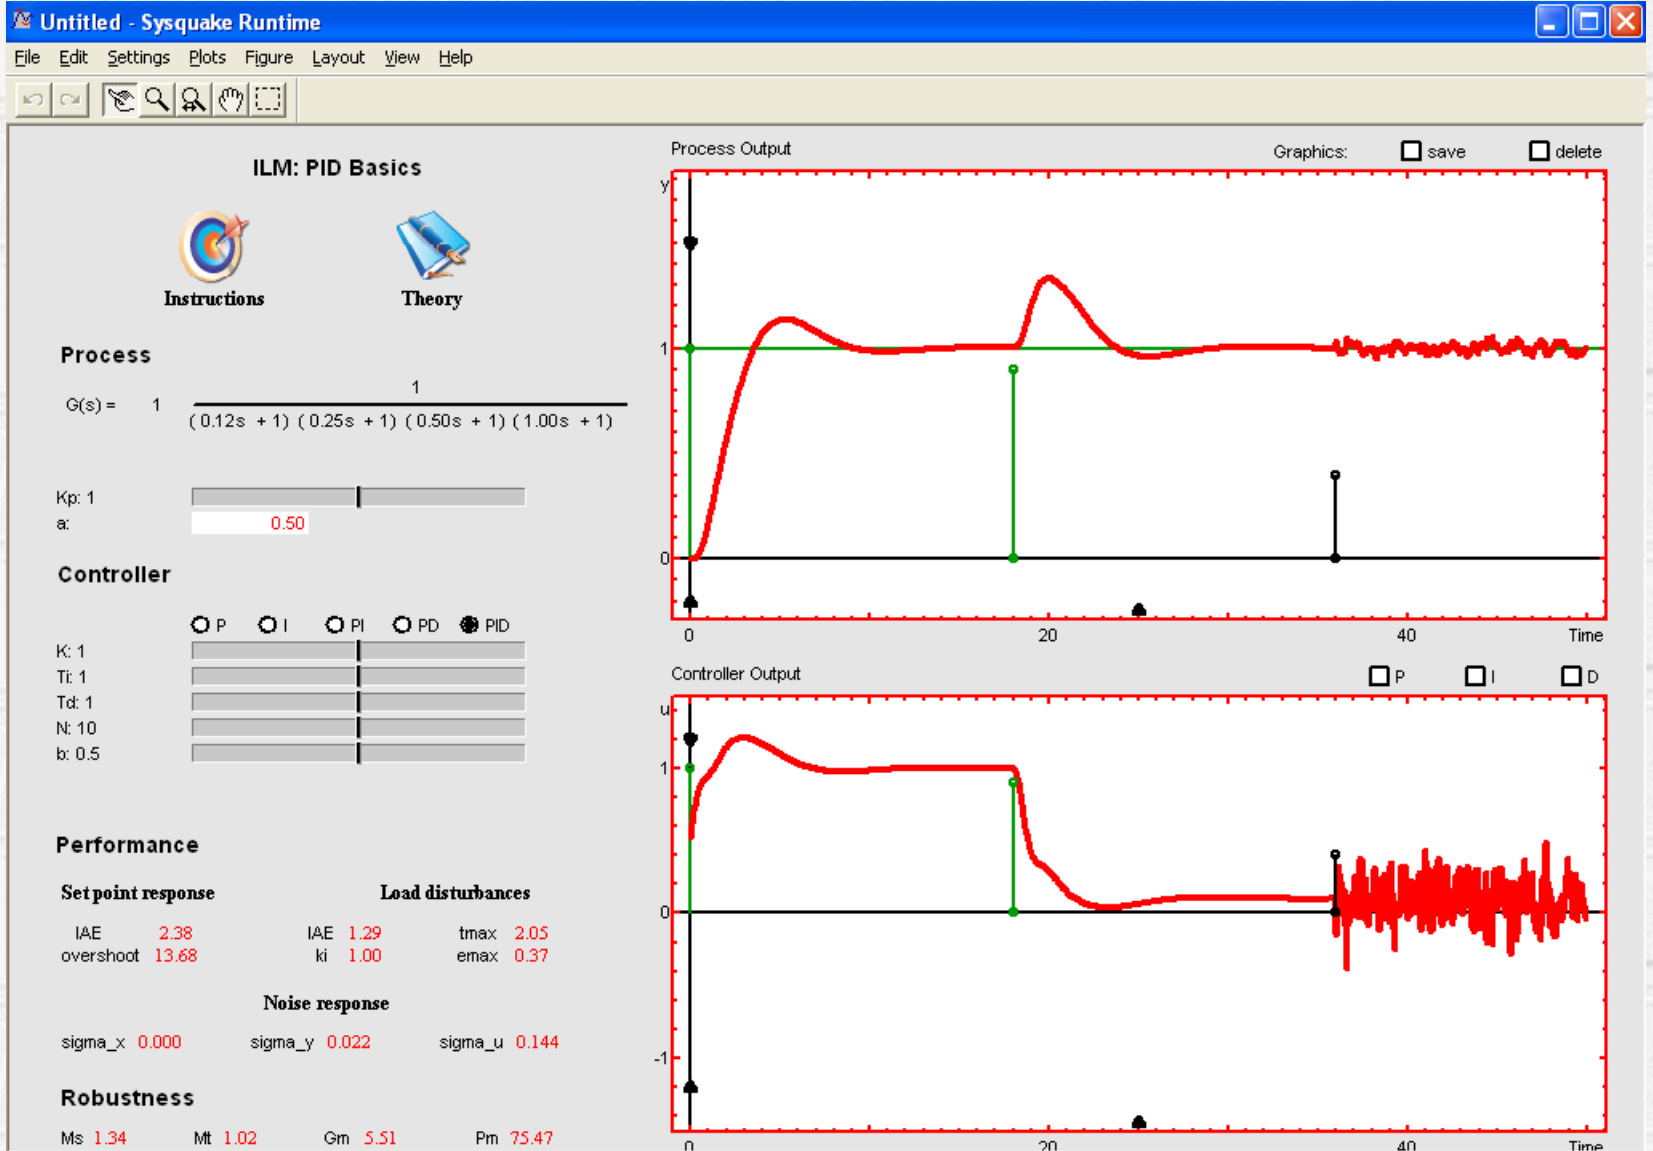 Untitled - Sysquake Runtime
File Edit Settings Plots Figure Layout View Help
ILM: PID Basics
Instructions Theory
Process
1
G(s) = 1
( 0.12s + 1) ( 0.25s + 1) ( 0.50s + 1) ( 1.00s + 1)
Kp: 1
a: 0.50
Controller
P I PI PD PID
K: 1
Ti: 1
Td: 1
N: 10
b: 0.5
Performance
Set point response Load disturbances
IAE 2.38 IAE 1.29 tmax 2.05
overshoot 13.68 ki 1.00 emax 0.37
Noise response
sigma_x 0.000 sigma_y 0.022 sigma_u 0.144
Robustness
Ms 1.34 Mt 1.02 Gm 5.51 Pm 75.47
Process Output Graphics: save delete
y
1
0
0 20 40 Time
Controller Output P I D
u
1
0
-1
0 20 40 Time